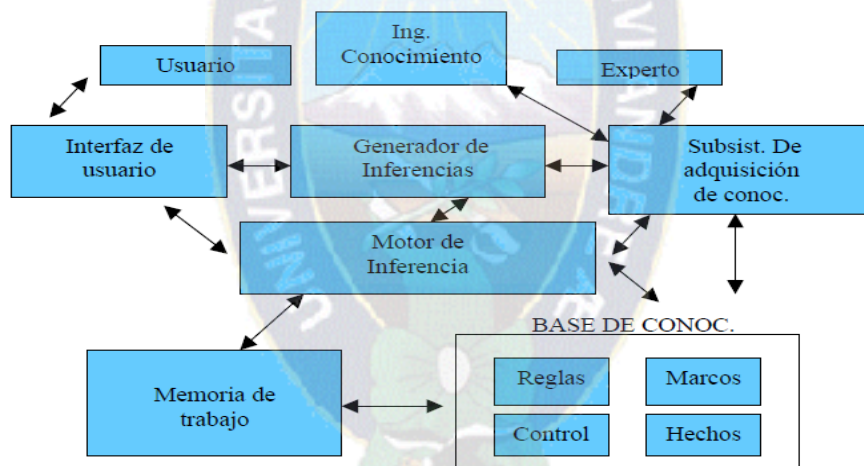 Usuario
Ing.
Conocimiento
Experto
Interfaz de
usuario
Generador de
Inferencias
Subsist. De
adquisición
de conoc.
Motor de
Inferencia
BASE DE CONOC.
Memoria de
trabajo
Reglas
Marcos
Control
Hechos